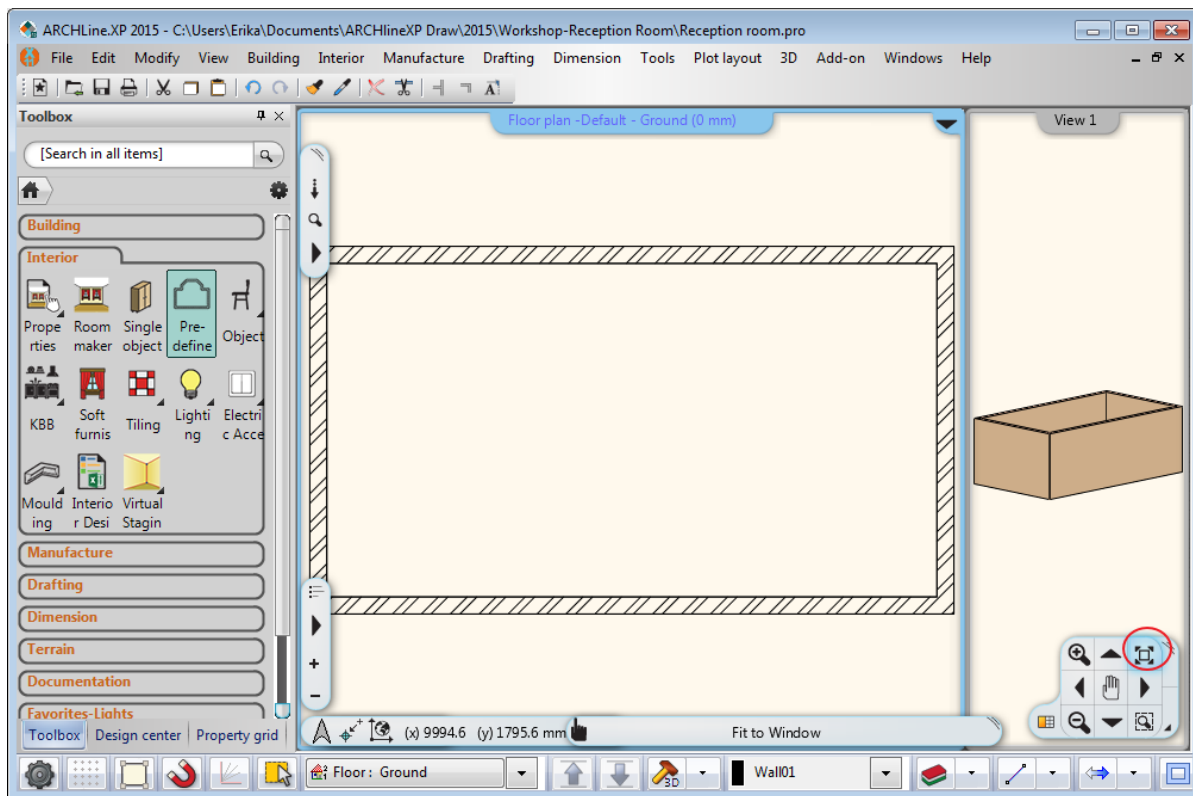 ARCHLine.XP 2015 - C:\Users\Erika\Documents\ARCHlineXP Draw\2015\Workshop-Reception Room\Reception room.pro
File Edit Modify View Building Interior Manufacture Drafting Dimension Tools Plot layout 3D Add-on Windows Help
Toolbox
[Search in all items]
Building
Interior
Prope Room Single Pre- Object
rties maker object define
KBB Soft Tiling Lighti Electri
furnis ng c Acce
Mould Interio Virtual
ing r Desi Stagin
Manufacture
Drafting
Dimension
Terrain
Documentation
Favorites-Lights
Toolbox Design center Property grid
Floor plan -Default - Ground (0 mm)
View 1
(x) 9994.6 (y) 1795.6 mm Fit to Window
Floor : Ground 3D Wall01